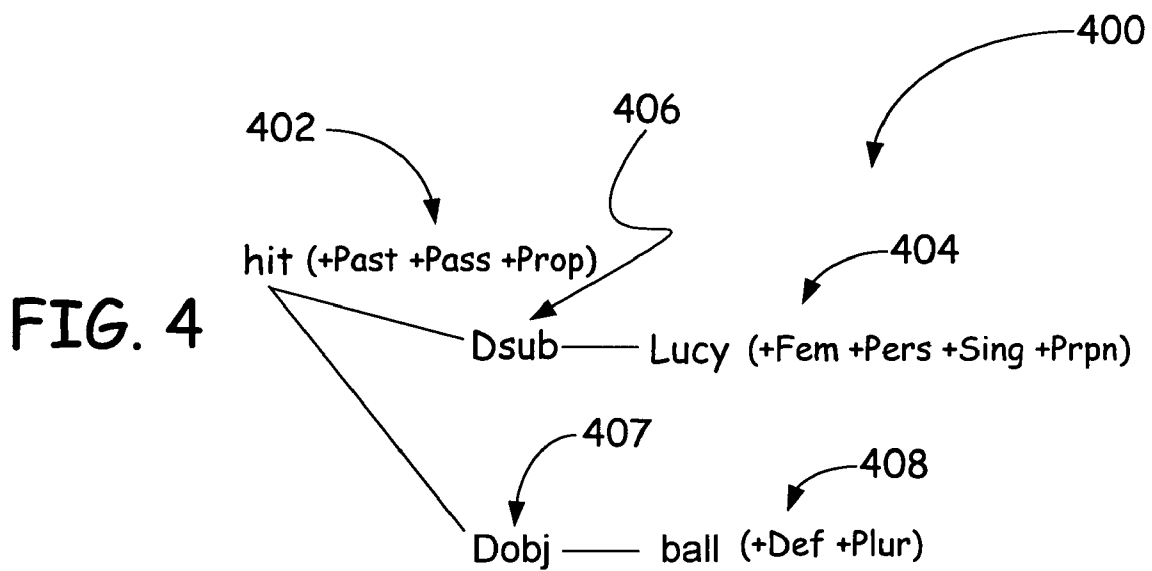 400
406
402
404
hit (+Past +Pass +Prop)
FIG. 4
Dsub Lucy (+Fem +Pers +Sing +Prpn)
407
408
Dobj ball (+Def +Plur)